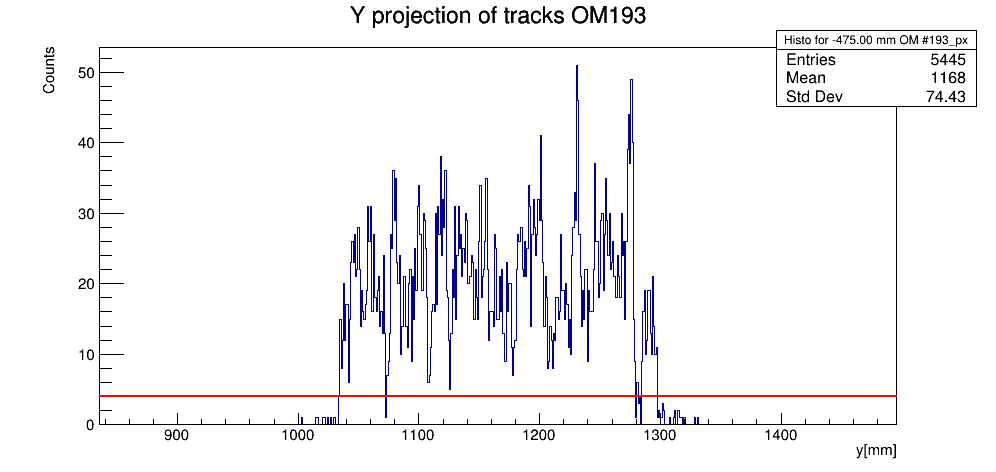 Y projection of tracks OM193
Histo for -475.00 mm OM #193_px
Entries 5445
Mean 1168
Std Dev 74.43
Counts
50
40
30
20
10
0
900 1000 1100 1200 1300 1400
y[mm]